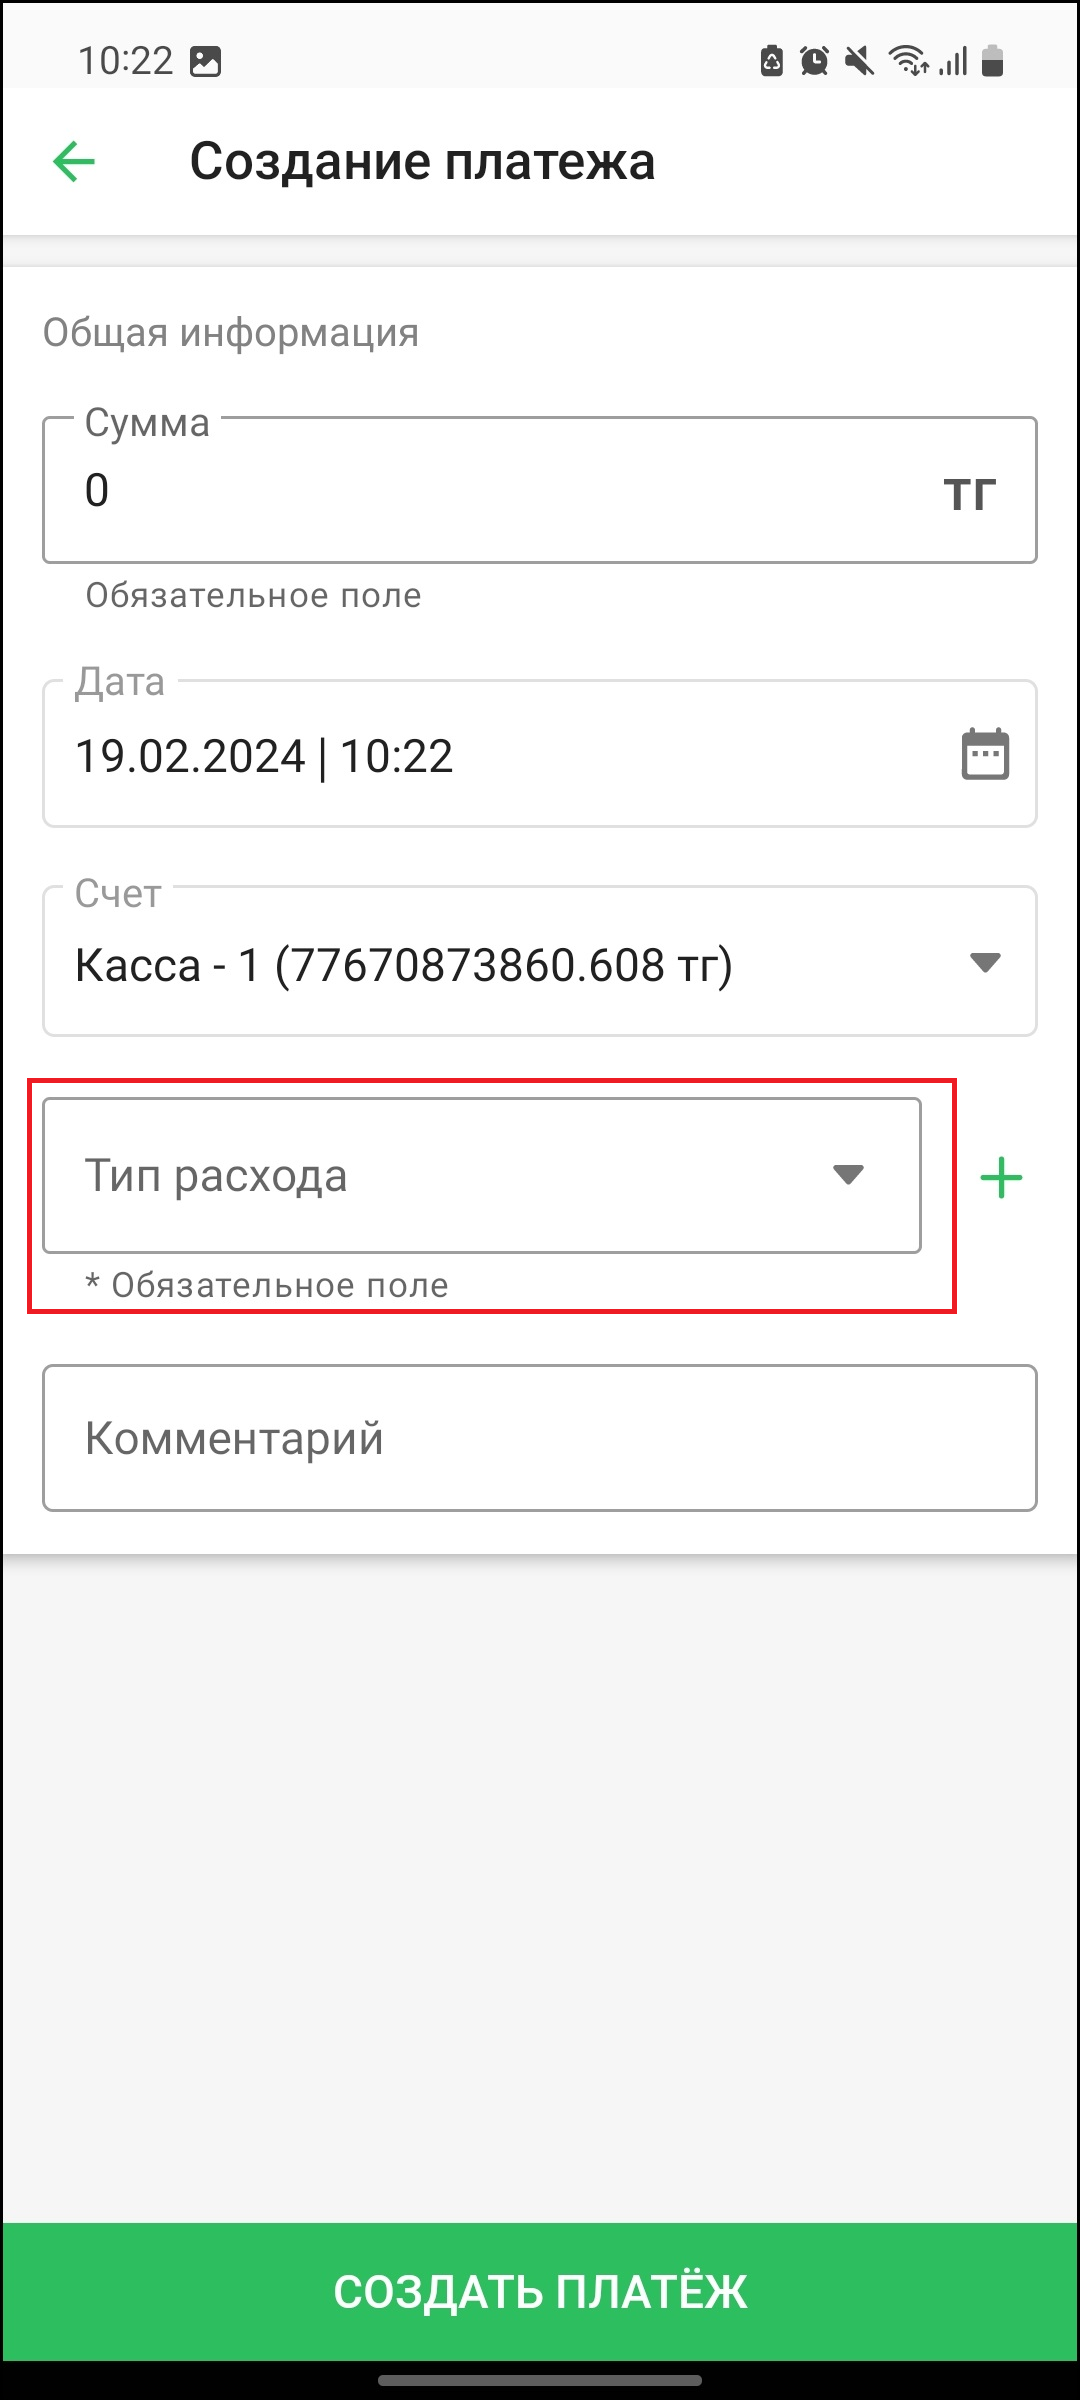 10:22
Создание платежа
Общая информация
Сумма
0 тг
Обязательное поле
Дата
19.02.2024 | 10:22
Счет
Касса - 1 (77670873860.608 тг)
Тип расхода
* Обязательное поле
Комментарий
СОЗДАТЬ ПЛАТЁЖ